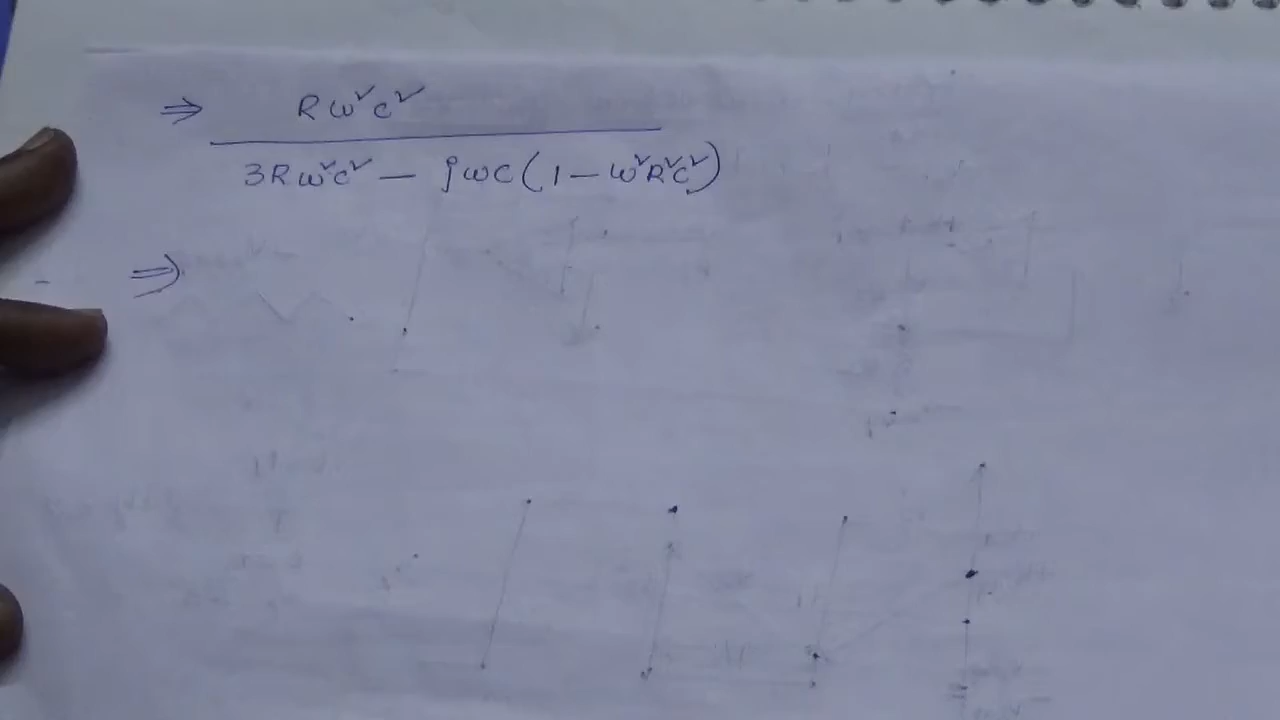 ⇒ Rω²c²
3Rω²c² – jωc(1 – ω²R²c²)
⇒